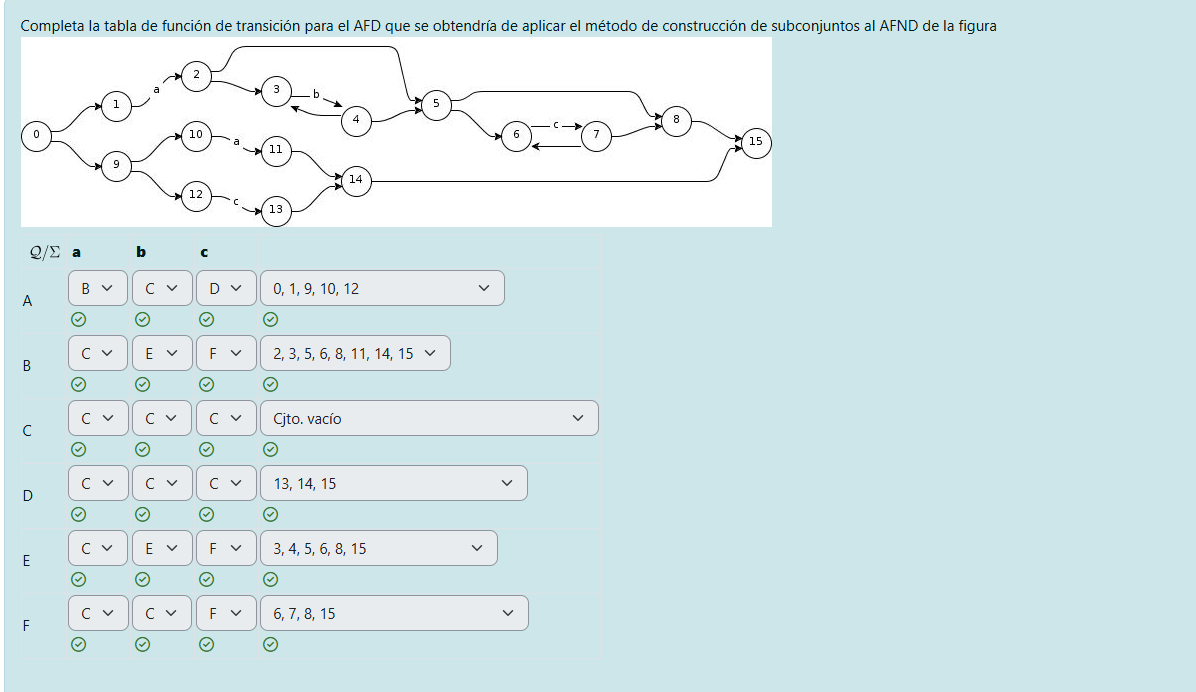 Completa la tabla de función de transición para el AFD que se obtendría de aplicar el método de construcción de subconjuntos al AFND de la figura
0
1
a
2
3
b
4
5
6
c
7
8
15
9
10
a
11
12
c
13
14
Q/Σ a b c
A B C D 0, 1, 9, 10, 12
B C E F 2, 3, 5, 6, 8, 11, 14, 15
C C C C Cjto. vacío
D C C C 13, 14, 15
E C E F 3, 4, 5, 6, 8, 15
F C C F 6, 7, 8, 15